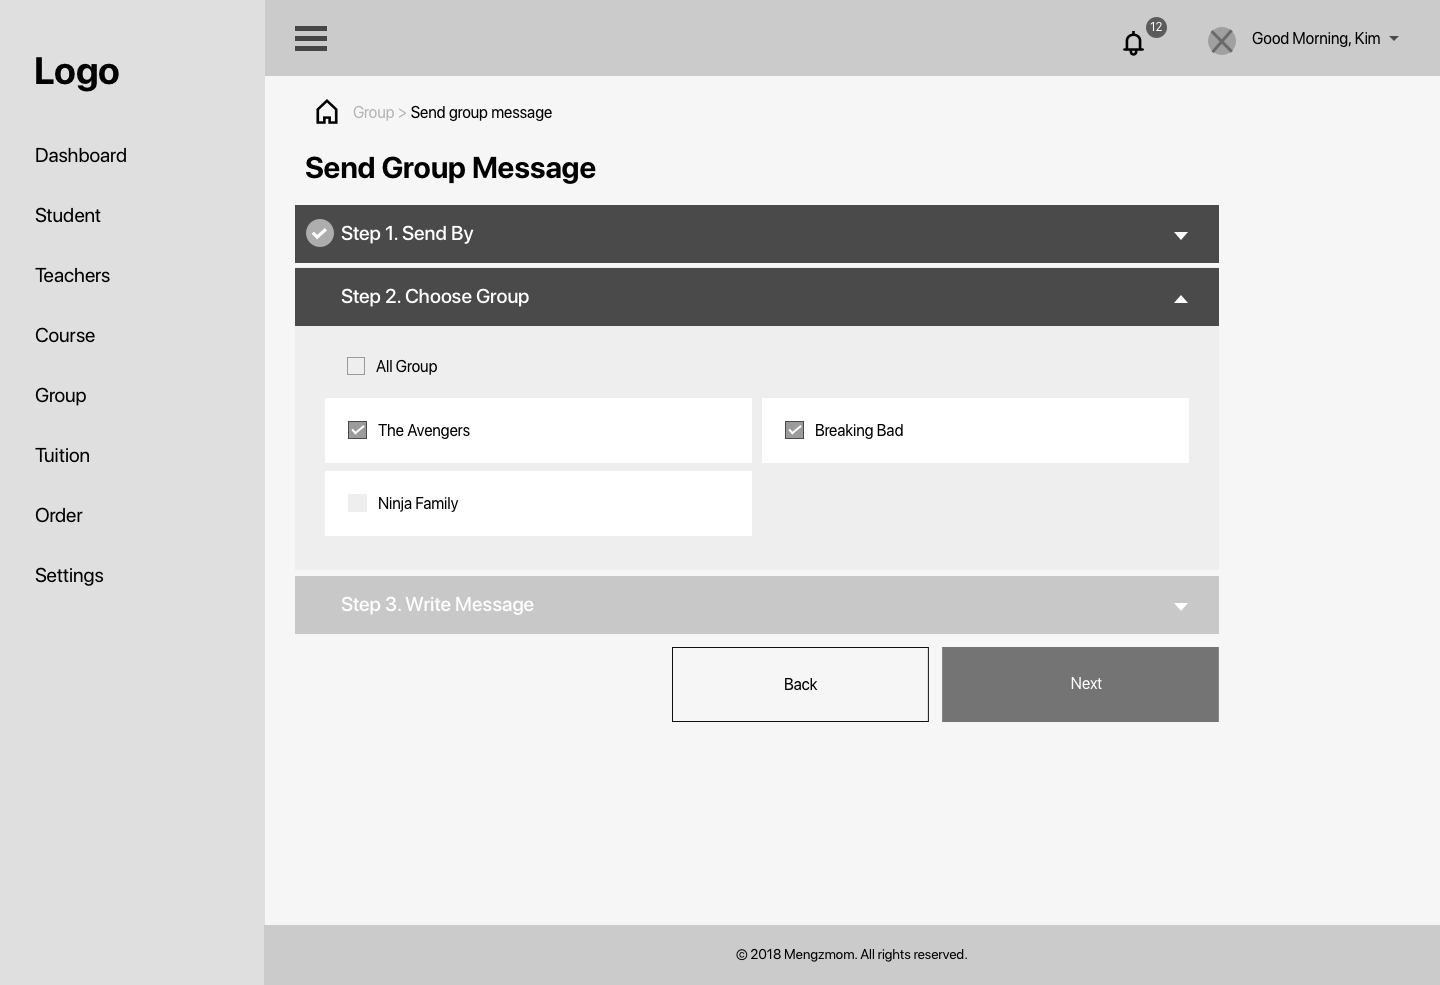 Logo
Dashboard
Student
Teachers
Course
Group
Tuition
Order
Settings
12
Good Morning, Kim
Group > Send group message
Send Group Message
Step 1. Send By
Step 2. Choose Group
All Group
The Avengers
Breaking Bad
Ninja Family
Step 3. Write Message
Back
Next
© 2018 Mengzmom. All rights reserved.